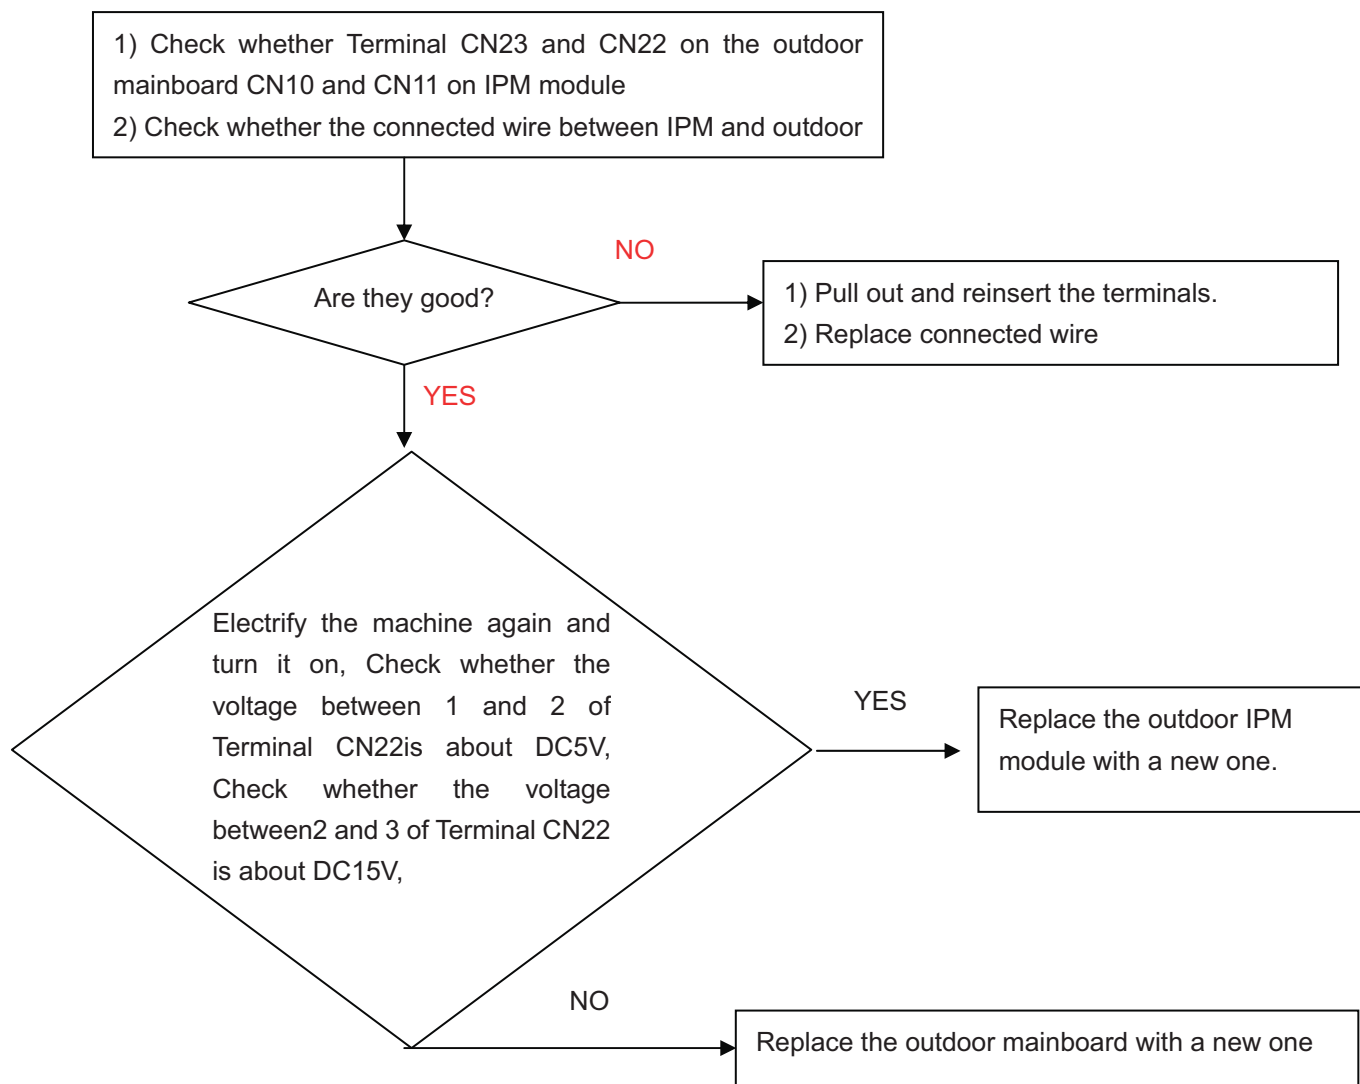 1) Check whether Terminal CN23 and CN22 on the outdoor
mainboard CN10 and CN11 on IPM module
2) Check whether the connected wire between IPM and outdoor
NO
Are they good?
1) Pull out and reinsert the terminals.
2) Replace connected wire
YES
Electrify the machine again and
turn it on, Check whether the
voltage between 1 and 2 of
Terminal CN22is about DC5V,
Check whether the voltage
between2 and 3 of Terminal CN22
is about DC15V,
YES
Replace the outdoor IPM
module with a new one.
NO
Replace the outdoor mainboard with a new one